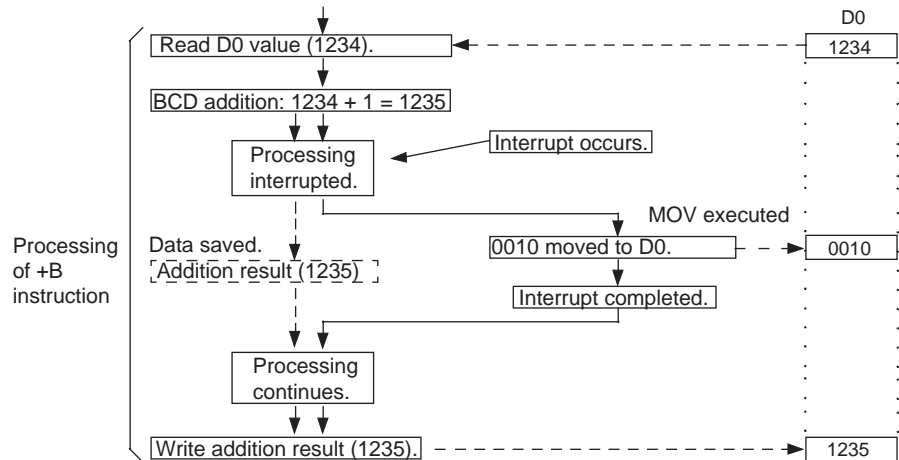 D0
Read D0 value (1234).
1234
BCD addition: 1234 + 1 = 1235
Interrupt occurs.
Processing
interrupted.
MOV executed
Processing
of +B
instruction
Data saved.
0010 moved to D0.
0010
Addition result (1235)
Interrupt completed.
Processing
continues.
Write addition result (1235).
1235